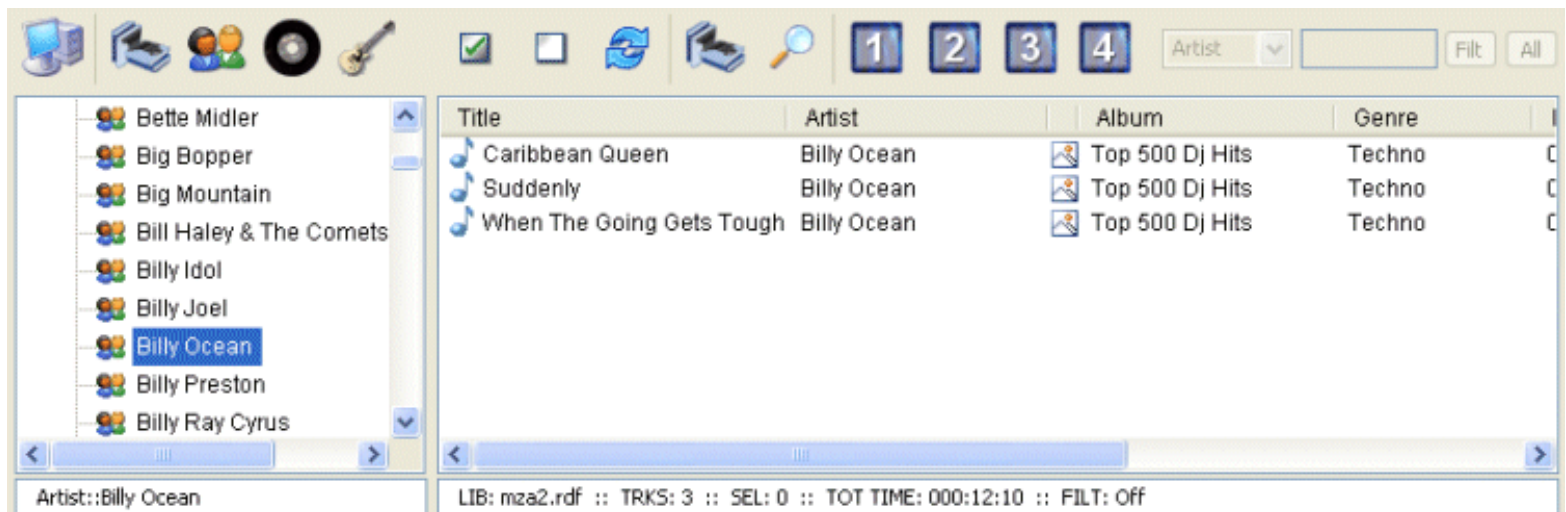 1 2 3 4 Artist Filt All
Bette Midler
Big Bopper
Big Mountain
Bill Haley & The Comets
Billy Idol
Billy Joel
Billy Ocean
Billy Preston
Billy Ray Cyrus
Artist::Billy Ocean
Title Artist Album Genre
Caribbean Queen Billy Ocean Top 500 Dj Hits Techno
Suddenly Billy Ocean Top 500 Dj Hits Techno
When The Going Gets Tough Billy Ocean Top 500 Dj Hits Techno
LIB: mza2.rdf :: TRKS: 3 :: SEL: 0 :: TOT TIME: 000:12:10 :: FILT: Off